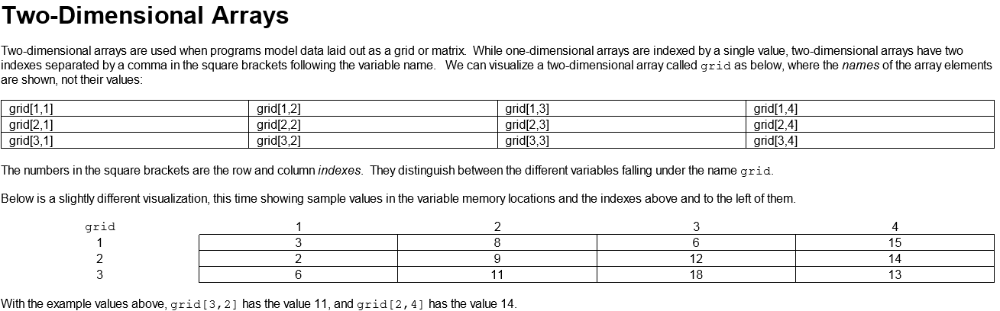 Two-Dimensional Arrays
Two-dimensional arrays are used when programs model data laid out as a grid or matrix.  While one-dimensional arrays are indexed by a single value, two-dimensional arrays have two
indexes separated by a comma in the square brackets following the variable name.   We can visualize a two-dimensional array called grid as below, where the names of the array elements
are shown, not their values:
grid[1,1] grid[1,2] grid[1,3] grid[1,4]
grid[2,1] grid[2,2] grid[2,3] grid[2,4]
grid[3,1] grid[3,2] grid[3,3] grid[3,4]
The numbers in the square brackets are the row and column indexes.  They distinguish between the different variables falling under the name grid.
Below is a slightly different visualization, this time showing sample values in the variable memory locations and the indexes above and to the left of them.
grid 1 2 3 4
1 3 8 6 15
2 2 9 12 14
3 6 11 18 13
With the example values above, grid[3,2] has the value 11, and grid[2,4] has the value 14.